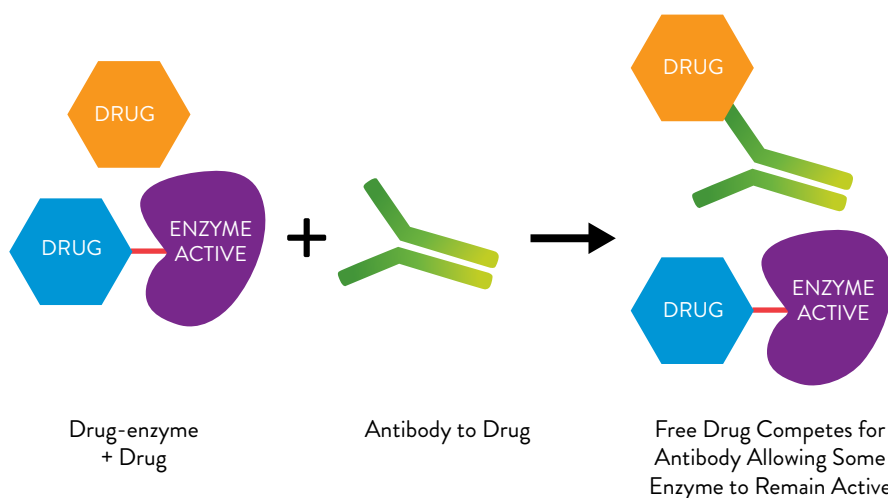 DRUG
DRUG
ENZYME
ACTIVE
DRUG
DRUG
ENZYME
ACTIVE
Drug-enzyme
+ Drug
Antibody to Drug
Free Drug Competes for
Antibody Allowing Some
Enzyme to Remain Active